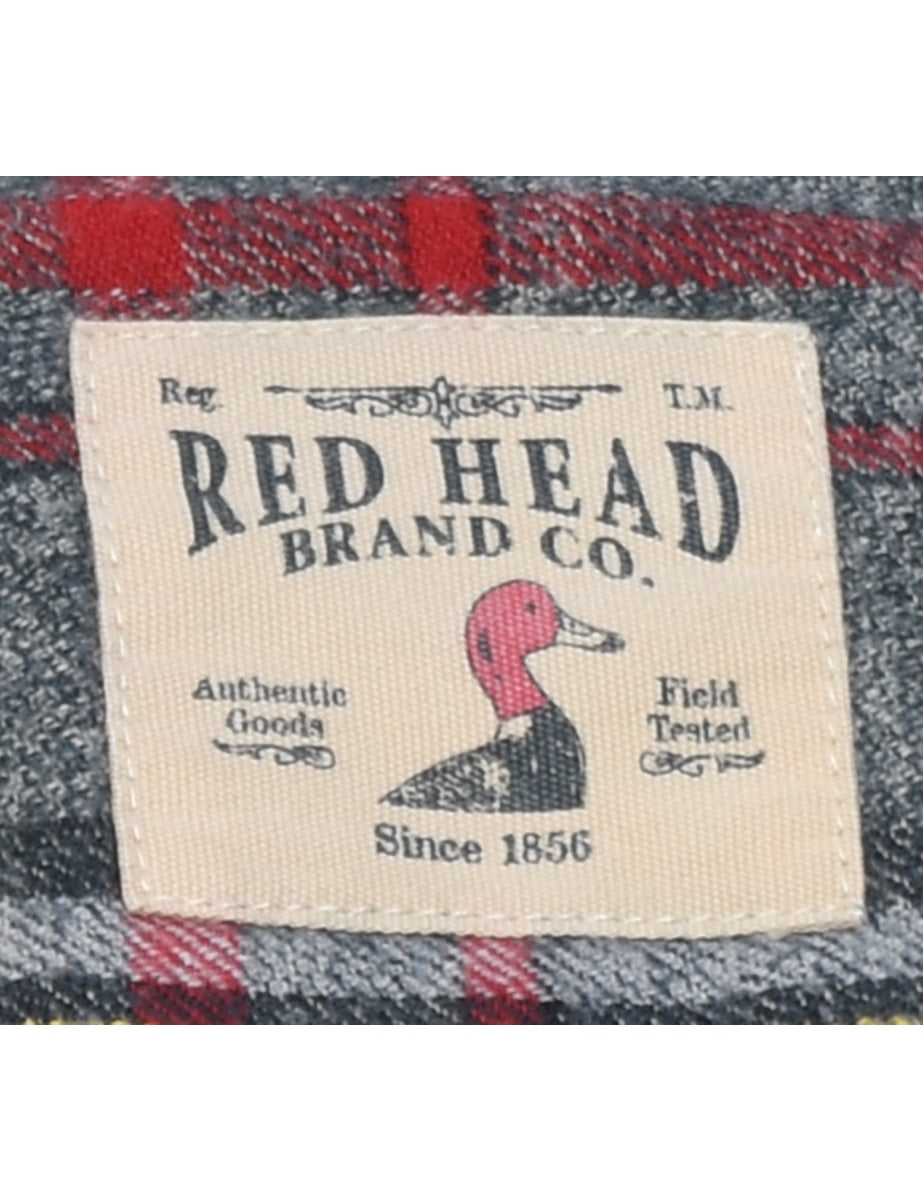 Reg. T.M.
RED HEAD
BRAND CO.
Authentic
Goods
Field
Tested
Since 1856